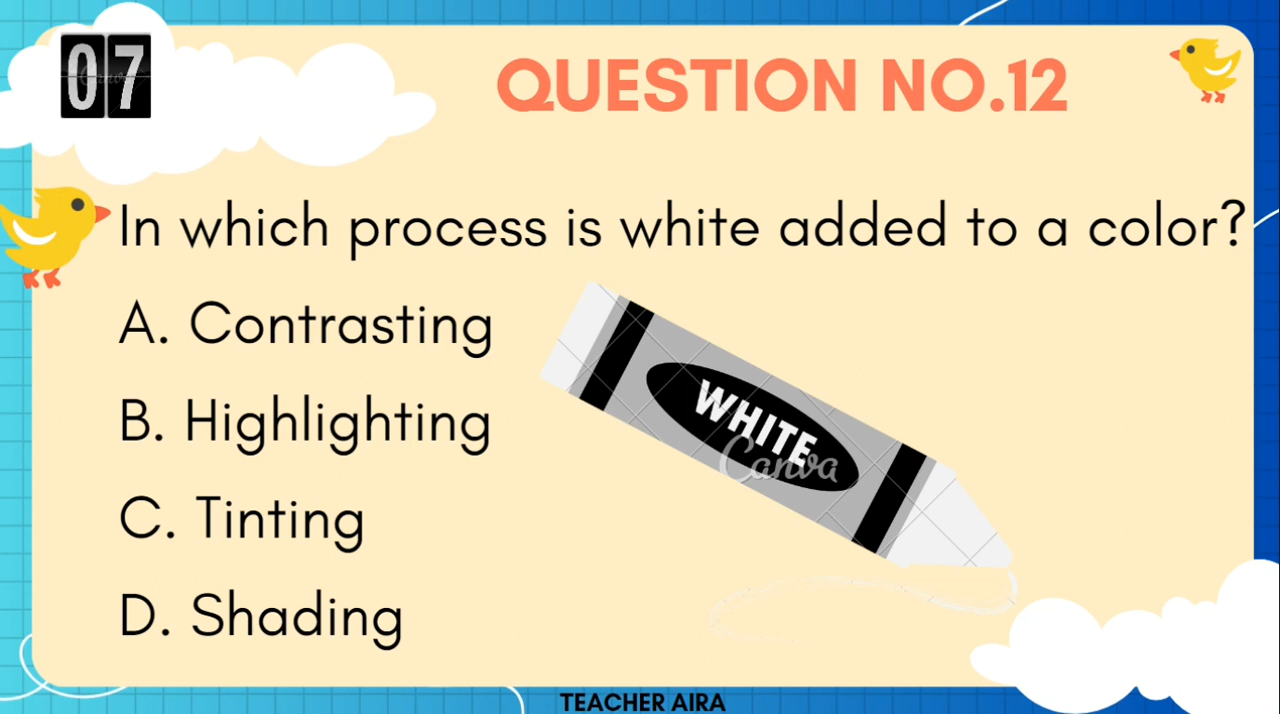 07
QUESTION NO.12
In which process is white added to a color?
A. Contrasting
B. Highlighting
C. Tinting
D. Shading
WHITE
Canva
TEACHER AIRA